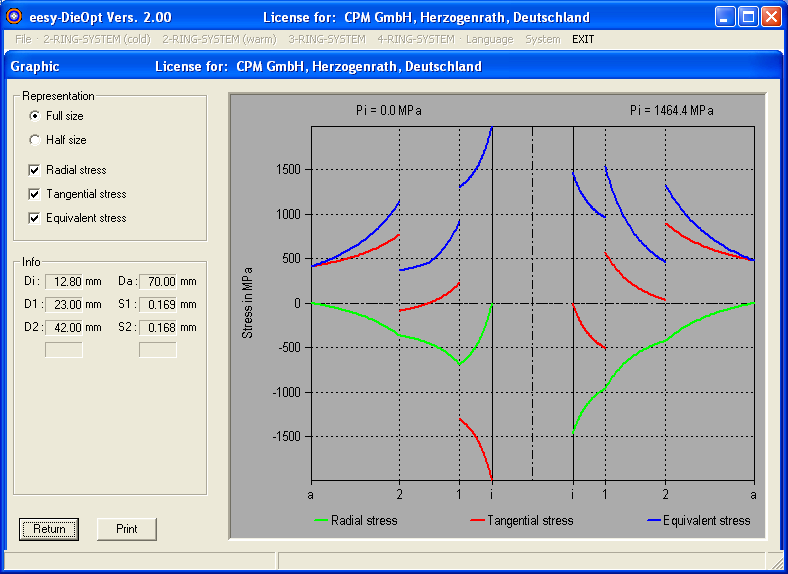 eesy-DieOpt Vers. 2.00 License for: CPM GmbH, Herzogenrath, Deutschland
File 2-RING-SYSTEM (cold) 2-RING-SYSTEM (warm) 3-RING-SYSTEM 4-RING-SYSTEM Language System EXIT
Graphic License for: CPM GmbH, Herzogenrath, Deutschland
Representation
Full size
Half size
Radial stress
Tangential stress
Equivalent stress
Info
Di : 12.80 mm Da : 70.00 mm
D1 : 23.00 mm S1 : 0.169 mm
D2 : 42.00 mm S2 : 0.168 mm
Return Print
Pi = 0.0 MPa Pi = 1464.4 MPa
Stress in MPa
1500
1000
500
0
-500
-1000
-1500
a 2 1 i i 1 2 a
Radial stress Tangential stress Equivalent stress